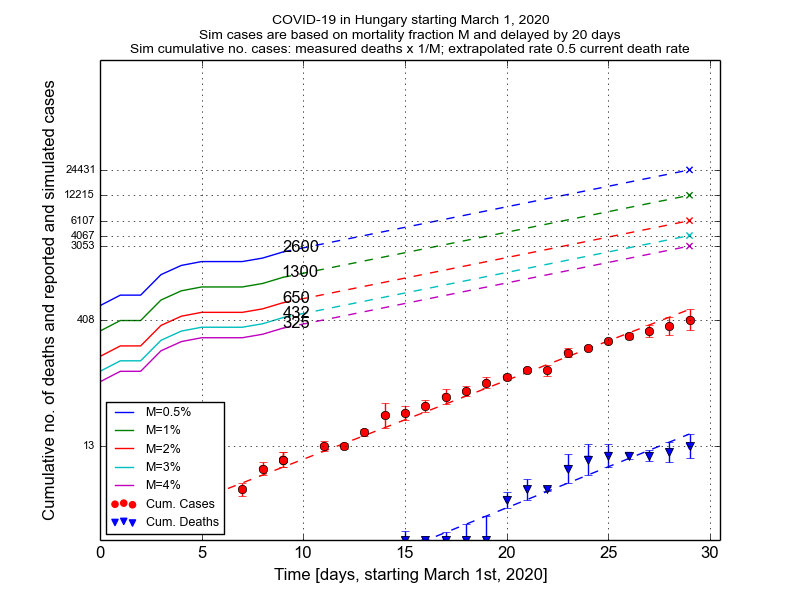 COVID-19 in Hungary starting March 1, 2020
Sim cases are based on mortality fraction M and delayed by 20 days
Sim cumulative no. cases: measured deaths x 1/M; extrapolated rate 0.5 current death rate
Cumulative no. of deaths and reported and simulated cases
24431
12215
6107
4067
3053
408
13
2600
1300
650
432
325
M=0.5%
M=1%
M=2%
M=3%
M=4%
Cum. Cases
Cum. Deaths
0 5 10 15 20 25 30
Time [days, starting March 1st, 2020]